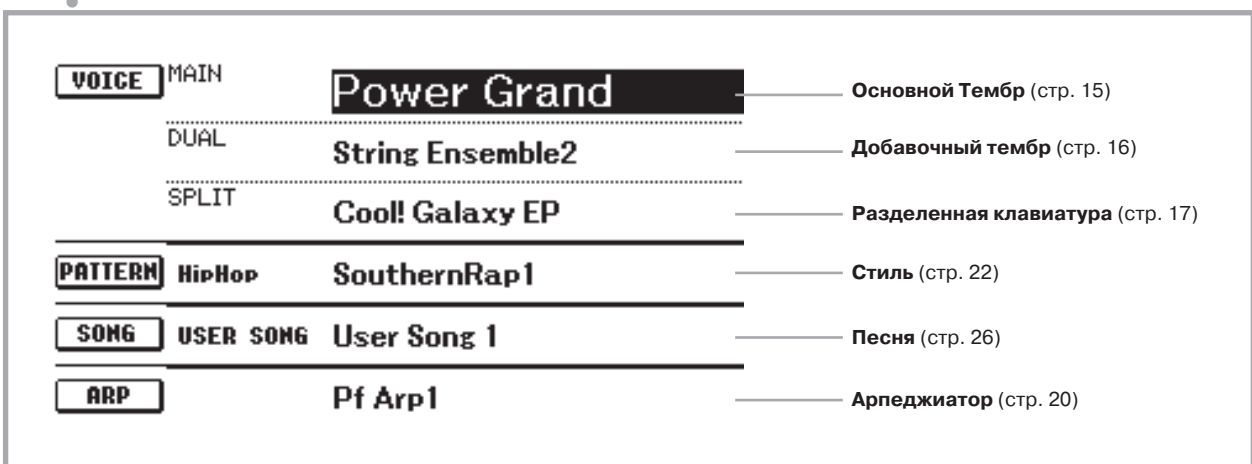 VOICE MAIN Power Grand Основной Тембр (стр. 15)
DUAL String Ensemble2 Добавочный тембр (стр. 16)
SPLIT Cool! Galaxy EP Разделенная клавиатура (стр. 17)
PATTERN HipHop SouthernRap1 Стиль (стр. 22)
SONG USER SONG User Song 1 Песня (стр. 26)
ARP Pf Arp1 Арпеджиатор (стр. 20)